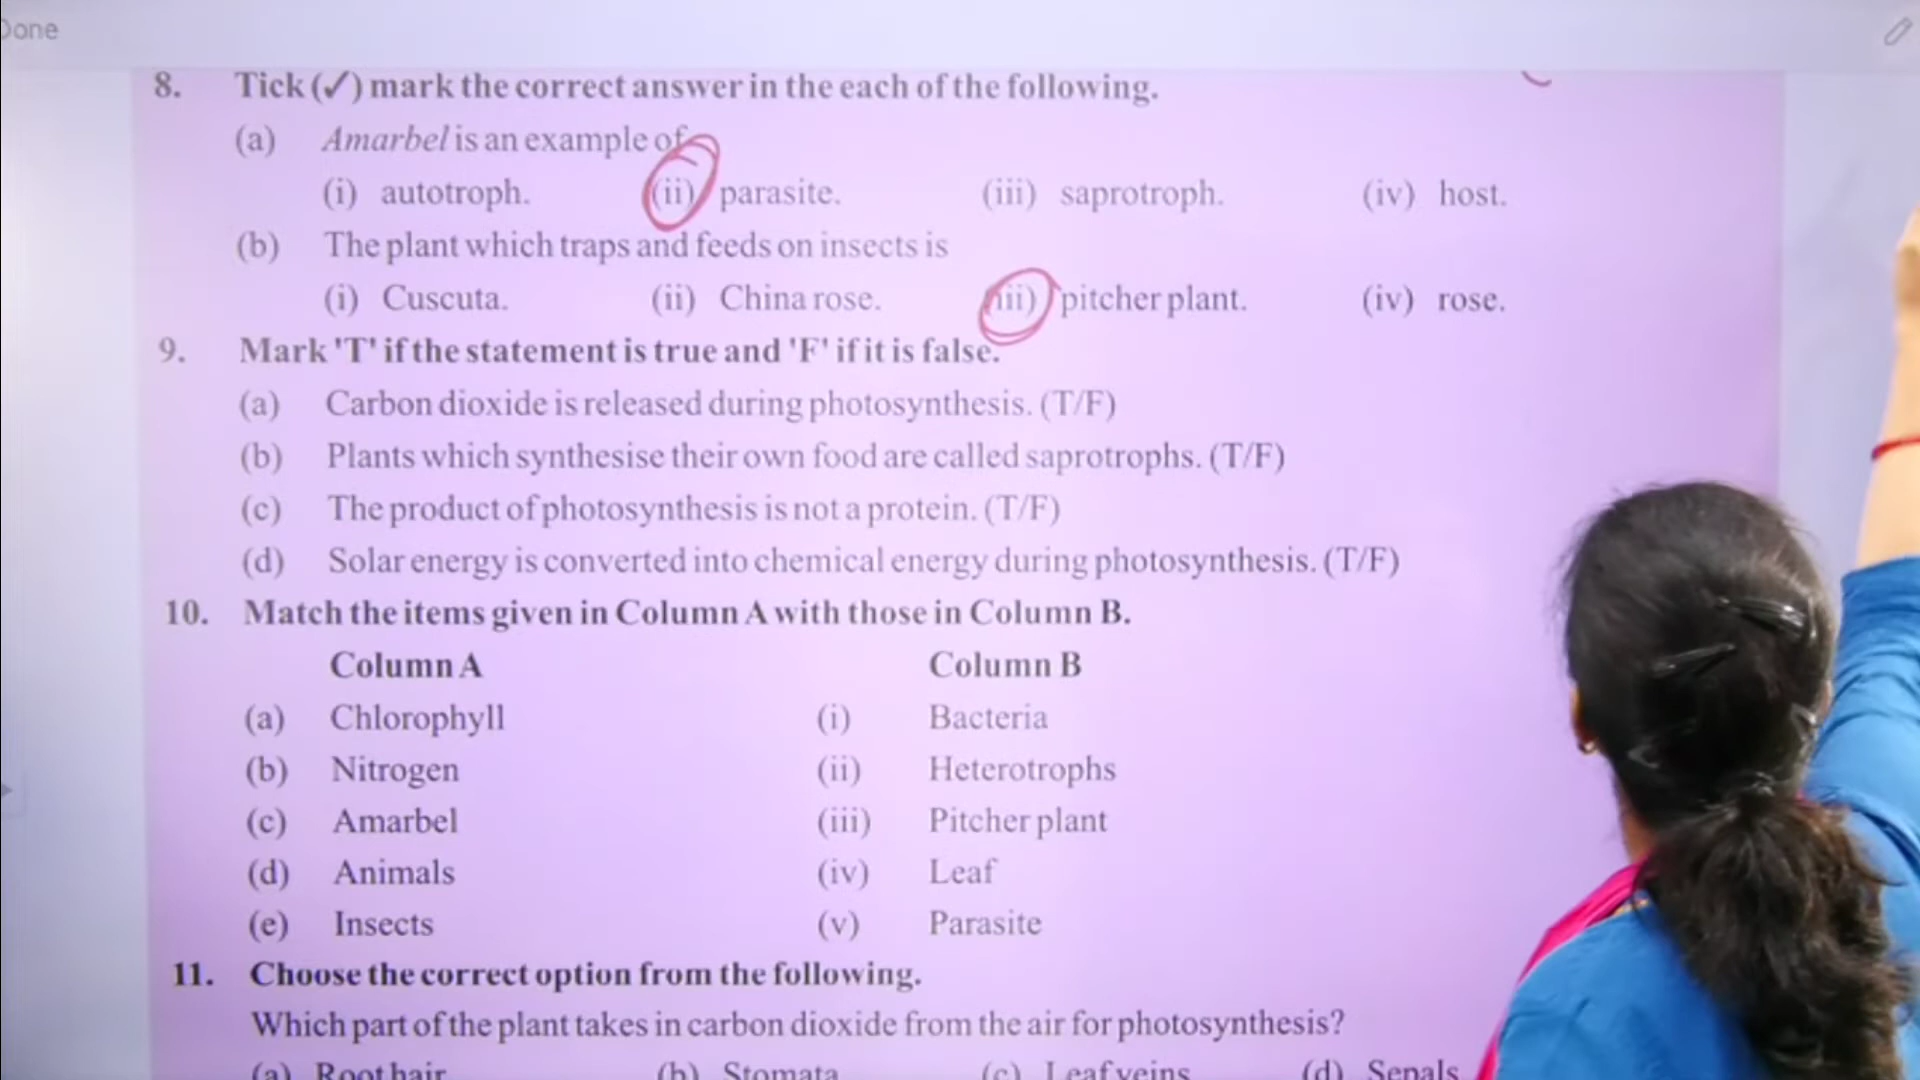 Done
8. Tick (✓) mark the correct answer in the each of the following.
(a) Amarbel is an example of
(i) autotroph. (ii) parasite. (iii) saprotroph. (iv) host.
(b) The plant which traps and feeds on insects is
(i) Cuscuta. (ii) China rose. (iii) pitcher plant. (iv) rose.
9. Mark 'T' if the statement is true and 'F' if it is false.
(a) Carbon dioxide is released during photosynthesis. (T/F)
(b) Plants which synthesise their own food are called saprotrophs. (T/F)
(c) The product of photosynthesis is not a protein. (T/F)
(d) Solar energy is converted into chemical energy during photosynthesis. (T/F)
10. Match the items given in Column A with those in Column B.
Column A Column B
(a) Chlorophyll (i) Bacteria
(b) Nitrogen (ii) Heterotrophs
(c) Amarbel (iii) Pitcher plant
(d) Animals (iv) Leaf
(e) Insects (v) Parasite
11. Choose the correct option from the following.
Which part of the plant takes in carbon dioxide from the air for photosynthesis?
(a) Root hair (b) Stomata (c) Leaf veins (d) Sepals